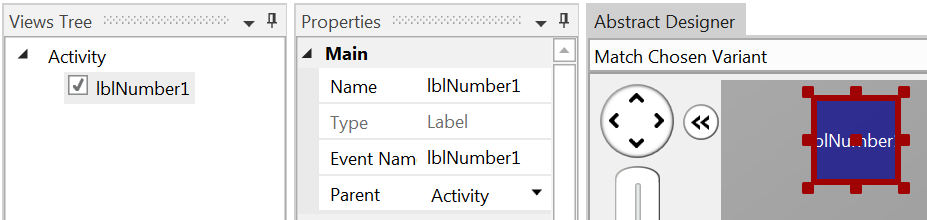 Views Tree
Activity
lblNumber1
Properties
Main
Name lblNumber1
Type Label
Event Nam lblNumber1
Parent Activity
Abstract Designer
Match Chosen Variant
blNumber1